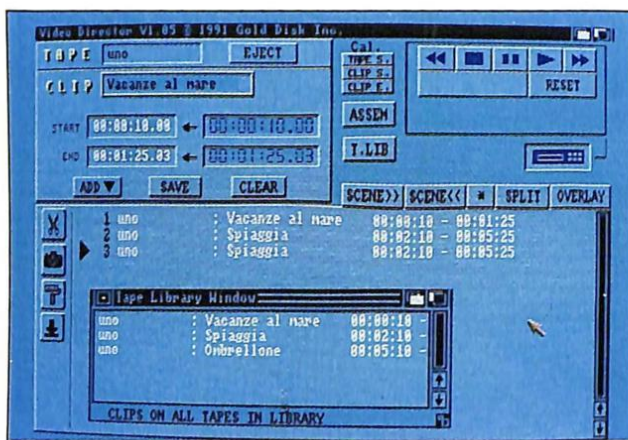 Video Director V1.05 © 1991 Gold Disk Inc.
TAPE uno EJECT
CLIP Vacanze al mare
START 00:00:10.00 00:00:10.00
END 00:01:25.03 00:01:25.03
ADD SAVE CLEAR
Cal.
TAPE S.
CLIP S.
CLIP E.
ASSEM
T.LIB
RESET
SCENE>> SCENE<< * SPLIT OVERLAY
1 uno : Vacanze al mare 00:00:10 - 00:01:25
2 uno : Spiaggia 00:02:10 - 00:05:25
3 uno : Spiaggia 00:02:10 - 00:05:25
Tape Library Window
uno : Vacanze al mare 00:00:10 -
uno : Spiaggia 00:02:10 -
uno : Ombrellone 00:05:10 -
CLIPS ON ALL TAPES IN LIBRARY